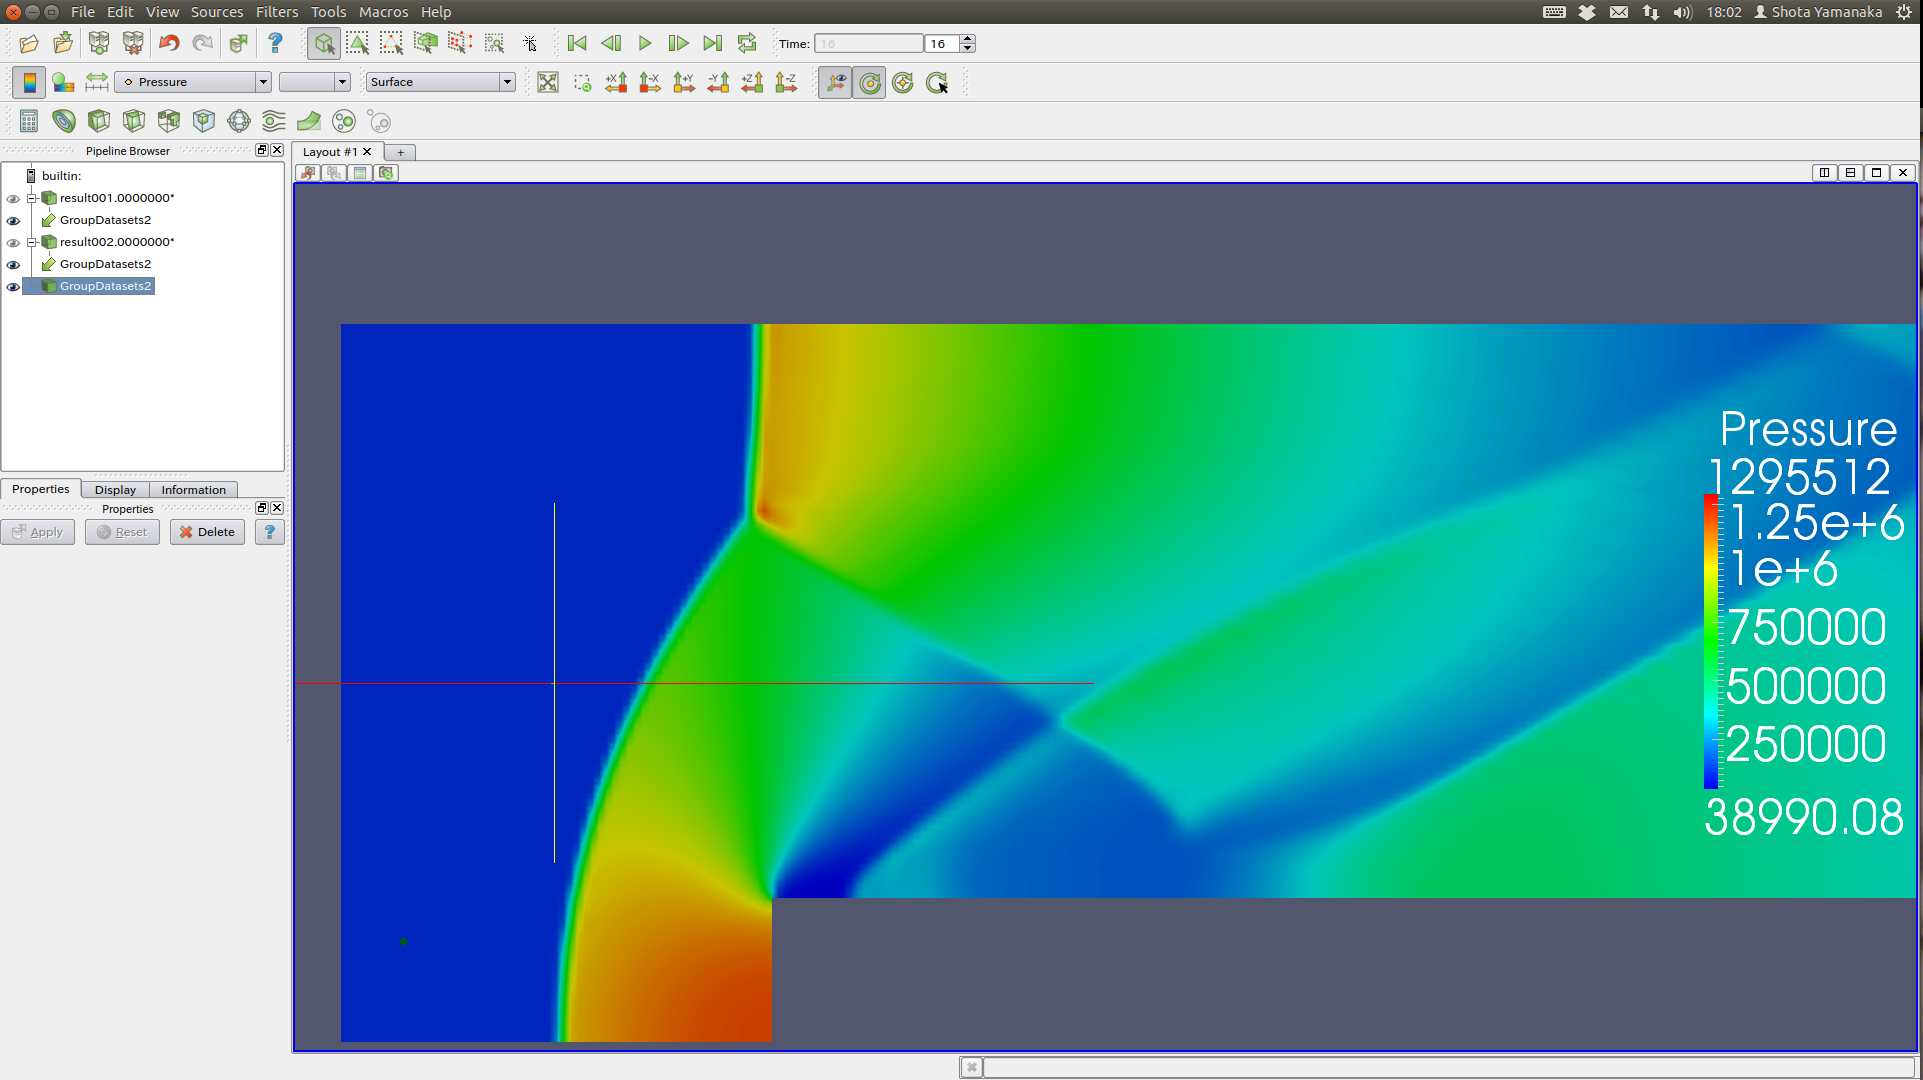 File Edit View Sources Filters Tools Macros Help
18:02 Shota Yamanaka
Time: 16 16
Pressure Surface
+X -X +Y -Y +Z -Z
Pipeline Browser
Layout #1
builtin:
result001.0000000*
GroupDatasets2
result002.0000000*
GroupDatasets2
GroupDatasets2
Properties Display Information
Properties
Apply Reset Delete ?
Pressure
1295512
1.25e+6
1e+6
750000
500000
250000
38990.08